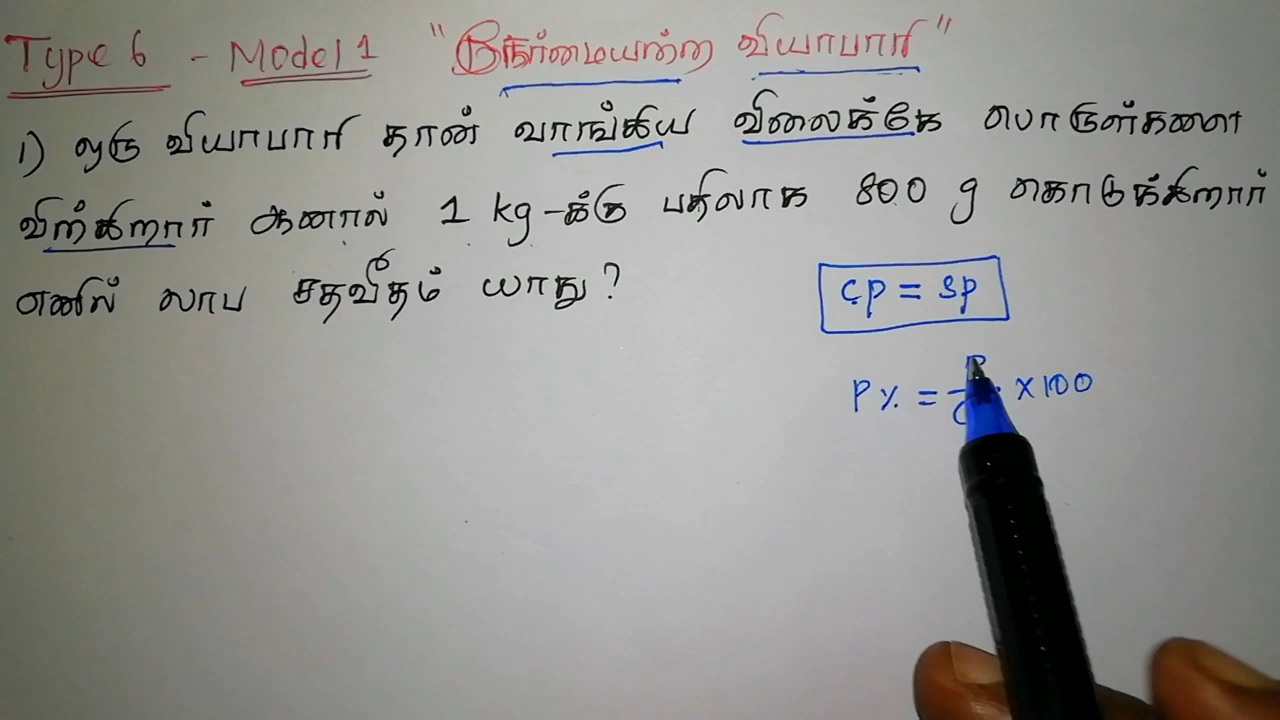 Type 6 - Model 1 "நேர்மையற்ற வியாபாரி"
1) ஒரு வியாபாரி தான் வாங்கிய விலைக்கே பொருள்களை
விற்கிறார் ஆனால் 1 kg-க்கு பதிலாக 800 g கொடுக்கிறார்
எனில் லாப சதவீதம் யாது?
CP = SP
P% = × 100